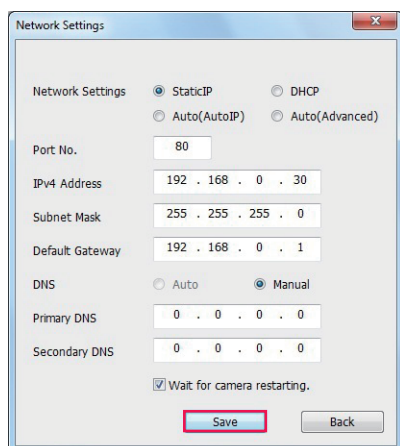 Network Settings
Network Settings StaticIP DHCP
Auto(AutoIP) Auto(Advanced)
Port No. 80
IPv4 Address 192 . 168 . 0 . 30
Subnet Mask 255 . 255 . 255 . 0
Default Gateway 192 . 168 . 0 . 1
DNS Auto Manual
Primary DNS 0 . 0 . 0 . 0
Secondary DNS 0 . 0 . 0 . 0
Wait for camera restarting.
Save Back